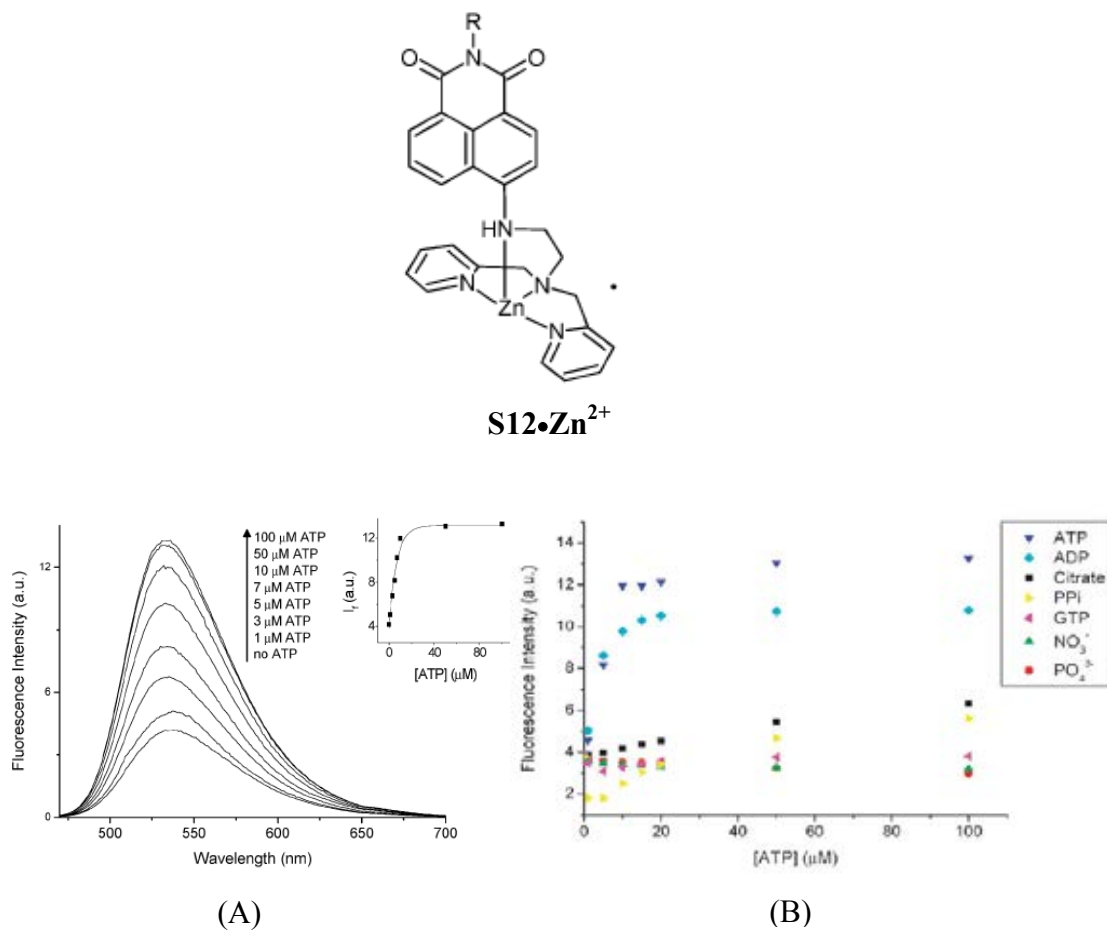 R
O
N
O
HN
N
N
Zn
N
S12•Zn²⁺
Fluorescence Intensity (a.u.)
12
6
0
500
550
600
650
700
Wavelength (nm)
100 μM ATP
50 μM ATP
10 μM ATP
7 μM ATP
5 μM ATP
3 μM ATP
1 μM ATP
no ATP
I_f (a.u.)
12
8
4
0
40
80
[ATP] (μM)
(A)
Fluorescence Intensity (a.u.)
14
12
10
8
6
4
2
0
20
40
60
80
100
[ATP] (μM)
ATP
ADP
Citrate
PPi
GTP
NO₃⁻
PO₄³⁻
(B)